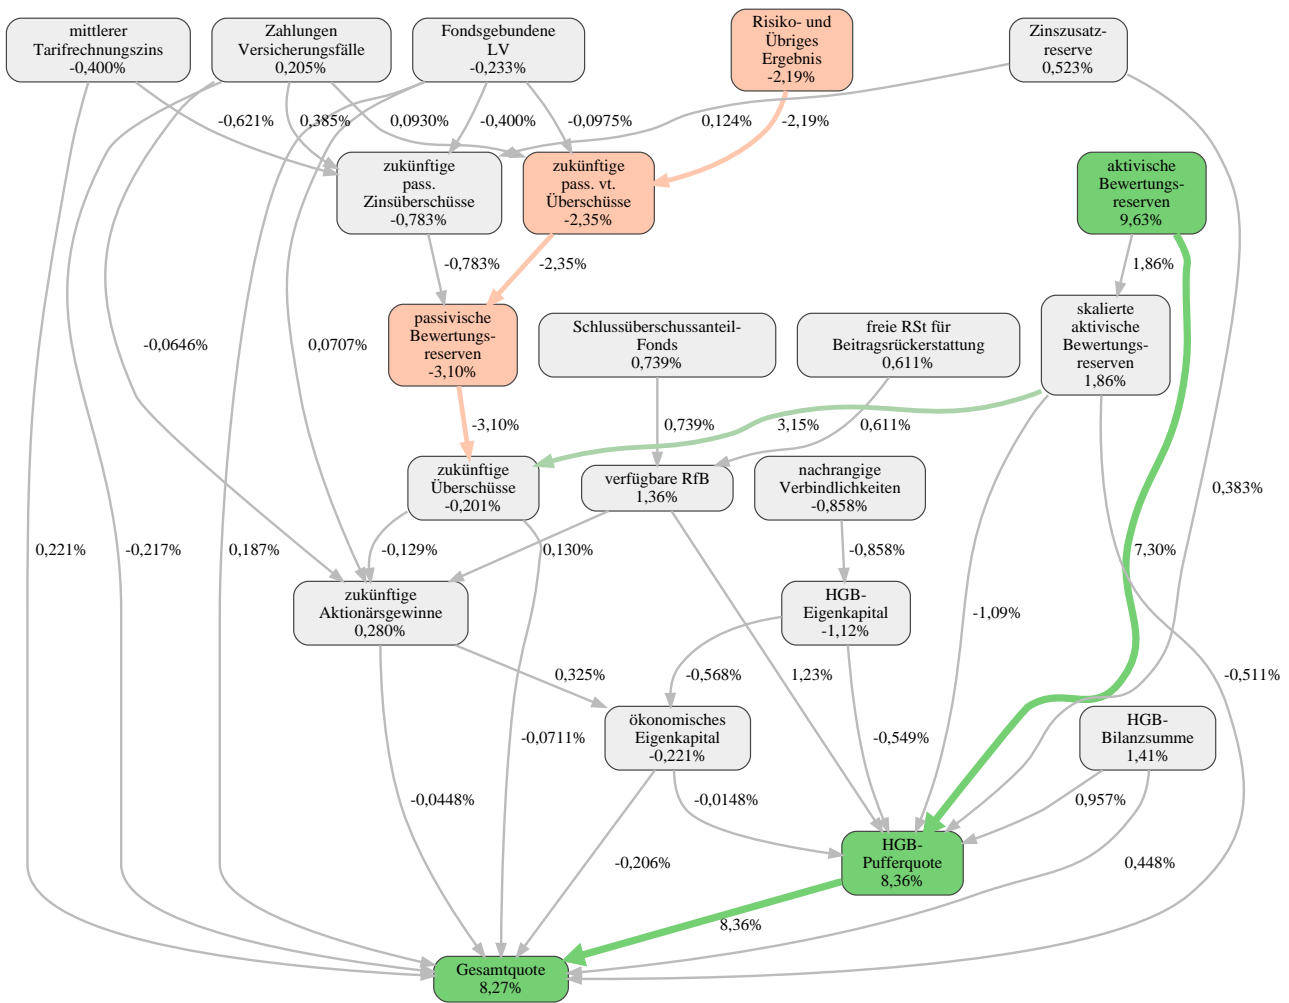 mittlerer
Tarifrechnungszins
-0,400%
Zahlungen
Versicherungsfälle
0,205%
Fondsgebundene
LV
-0,233%
Risiko- und
Übriges
Ergebnis
-2,19%
Zinszusatz-
reserve
0,523%
-0,621%
0,385%
0,0930%
-0,400%
-0,0975%
0,124%
-2,19%
zukünftige
pass.
Zinsüberschüsse
-0,783%
zukünftige
pass. vt.
Überschüsse
-2,35%
aktivische
Bewertungs-
reserven
9,63%
-0,783%
-2,35%
1,86%
passivische
Bewertungs-
reserven
-3,10%
Schlussüberschussanteil-
Fonds
0,739%
freie RSt für
Beitragsrückerstattung
0,611%
skalierte
aktivische
Bewertungs-
reserven
1,86%
-0,0646%
0,0707%
-3,10%
0,739%
3,15%
0,611%
zukünftige
Überschüsse
-0,201%
verfügbare RfB
1,36%
nachrangige
Verbindlichkeiten
-0,858%
0,383%
0,221%
-0,217%
0,187%
-0,129%
0,130%
-0,858%
7,30%
zukünftige
Aktionärsgewinne
0,280%
HGB-
Eigenkapital
-1,12%
-1,09%
0,325%
-0,568%
1,23%
-0,511%
ökonomisches
Eigenkapital
-0,221%
HGB-
Bilanzsumme
1,41%
-0,0711%
-0,549%
-0,0448%
-0,0148%
0,957%
HGB-
Pufferquote
8,36%
-0,206%
0,448%
8,36%
Gesamtquote
8,27%